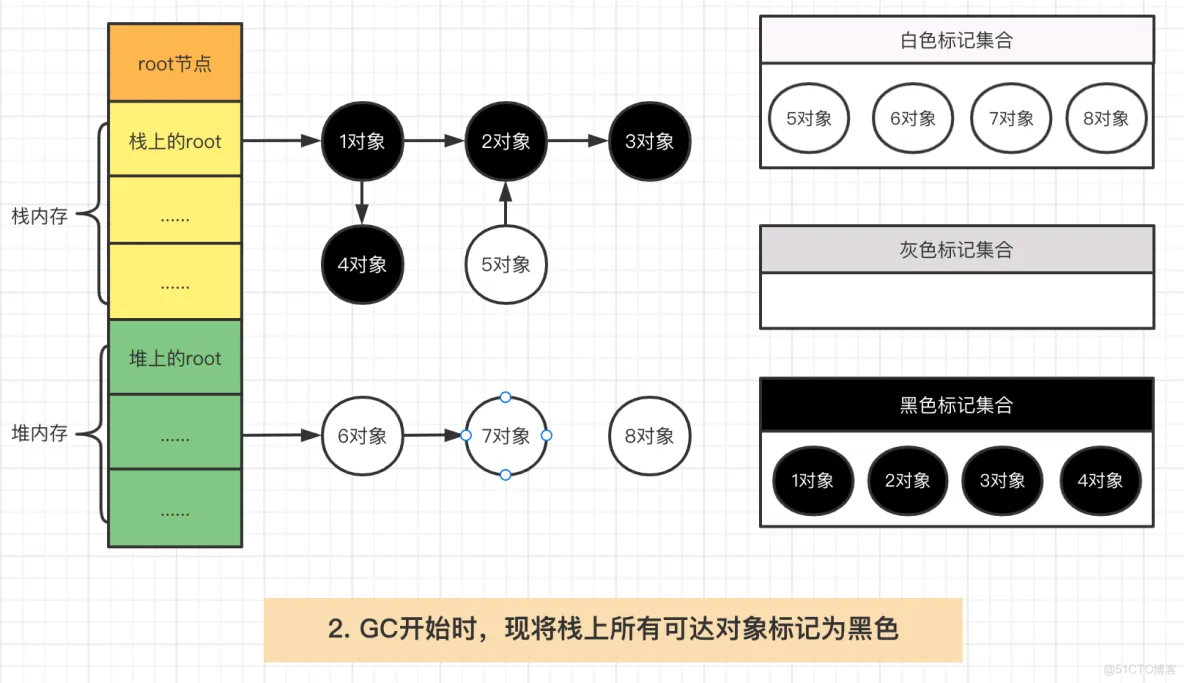 root节点
栈上的root
......
......
堆上的root
......
......
栈内存
堆内存
1对象
2对象
3对象
4对象
5对象
6对象
7对象
8对象
白色标记集合
5对象
6对象
7对象
8对象
灰色标记集合
黑色标记集合
1对象
2对象
3对象
4对象
2. GC开始时，现将栈上所有可达对象标记为黑色
@51CTO博客